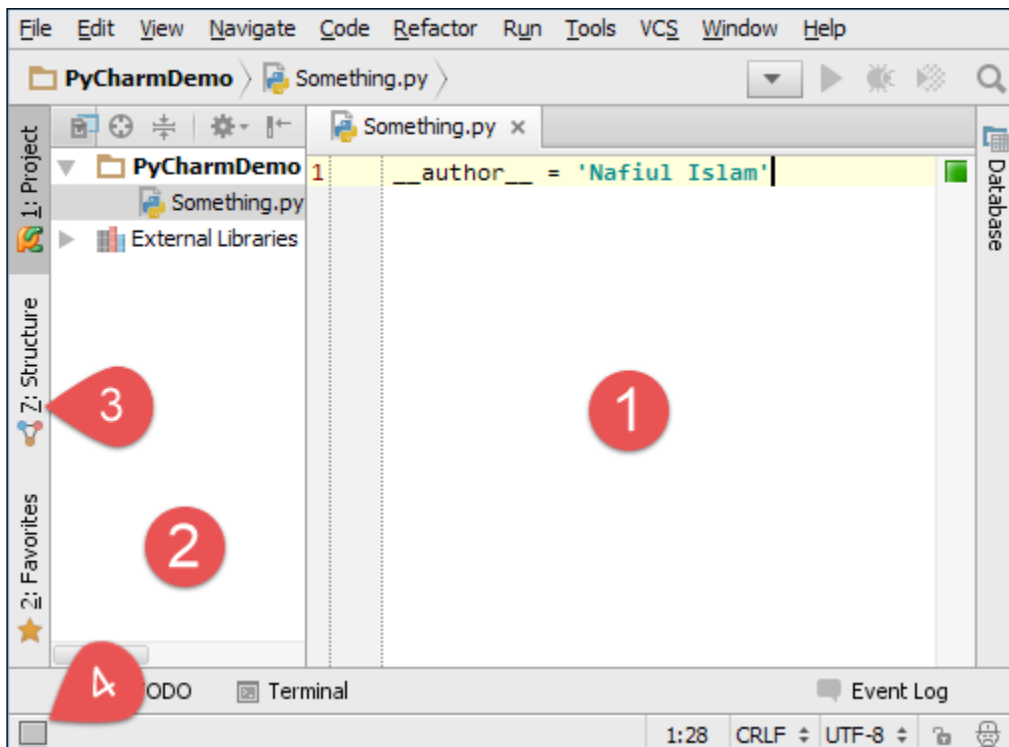 File Edit View Navigate Code Refactor Run Tools VCS Window Help
PyCharmDemo Something.py
1: Project
7: Structure
2: Favorites
PyCharmDemo
Something.py
External Libraries
Something.py
1 __author__ = 'Nafiul Islam'
Database
1
2
3
4
ODO Terminal Event Log
1:28 CRLF UTF-8